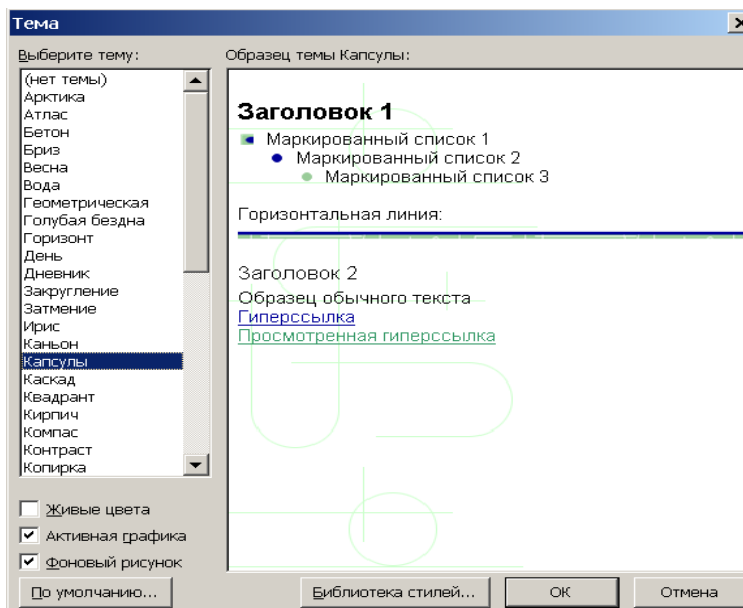 Тема
Выберите тему:
(нет темы)
Арктика
Атлас
Бетон
Бриз
Весна
Вода
Геометрическая
Голубая бездна
Горизонт
День
Дневник
Закругление
Затмение
Ирис
Каньон
Капсулы
Каскад
Квадрант
Кирпич
Компас
Контраст
Копирка
Живые цвета
Активная графика
Фоновый рисунок
По умолчанию...
Образец темы Капсулы:
Заголовок 1
Маркированный список 1
Маркированный список 2
Маркированный список 3
Горизонтальная линия:
Заголовок 2
Образец обычного текста
Гиперссылка
Просмотренная гиперссылка
Библиотека стилей...
ОК
Отмена